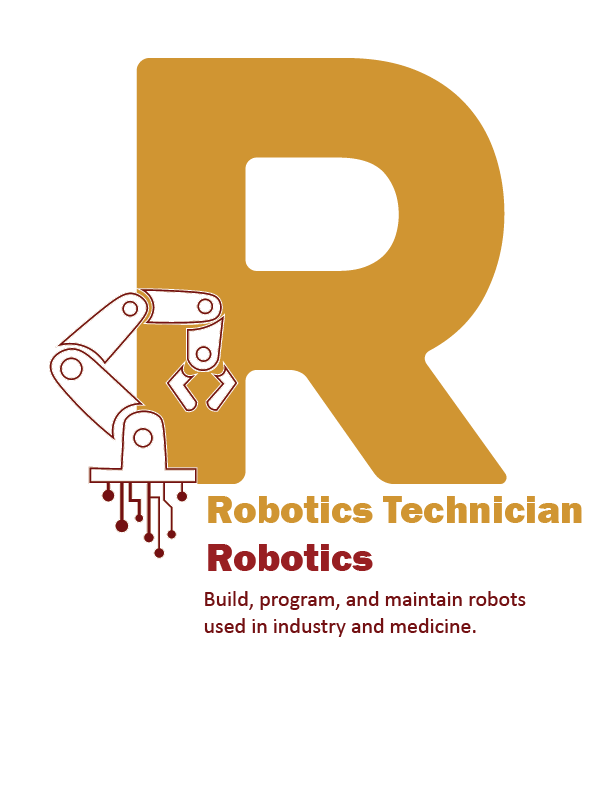 R
Robotics Technician
Robotics
Build, program, and maintain robots
used in industry and medicine.